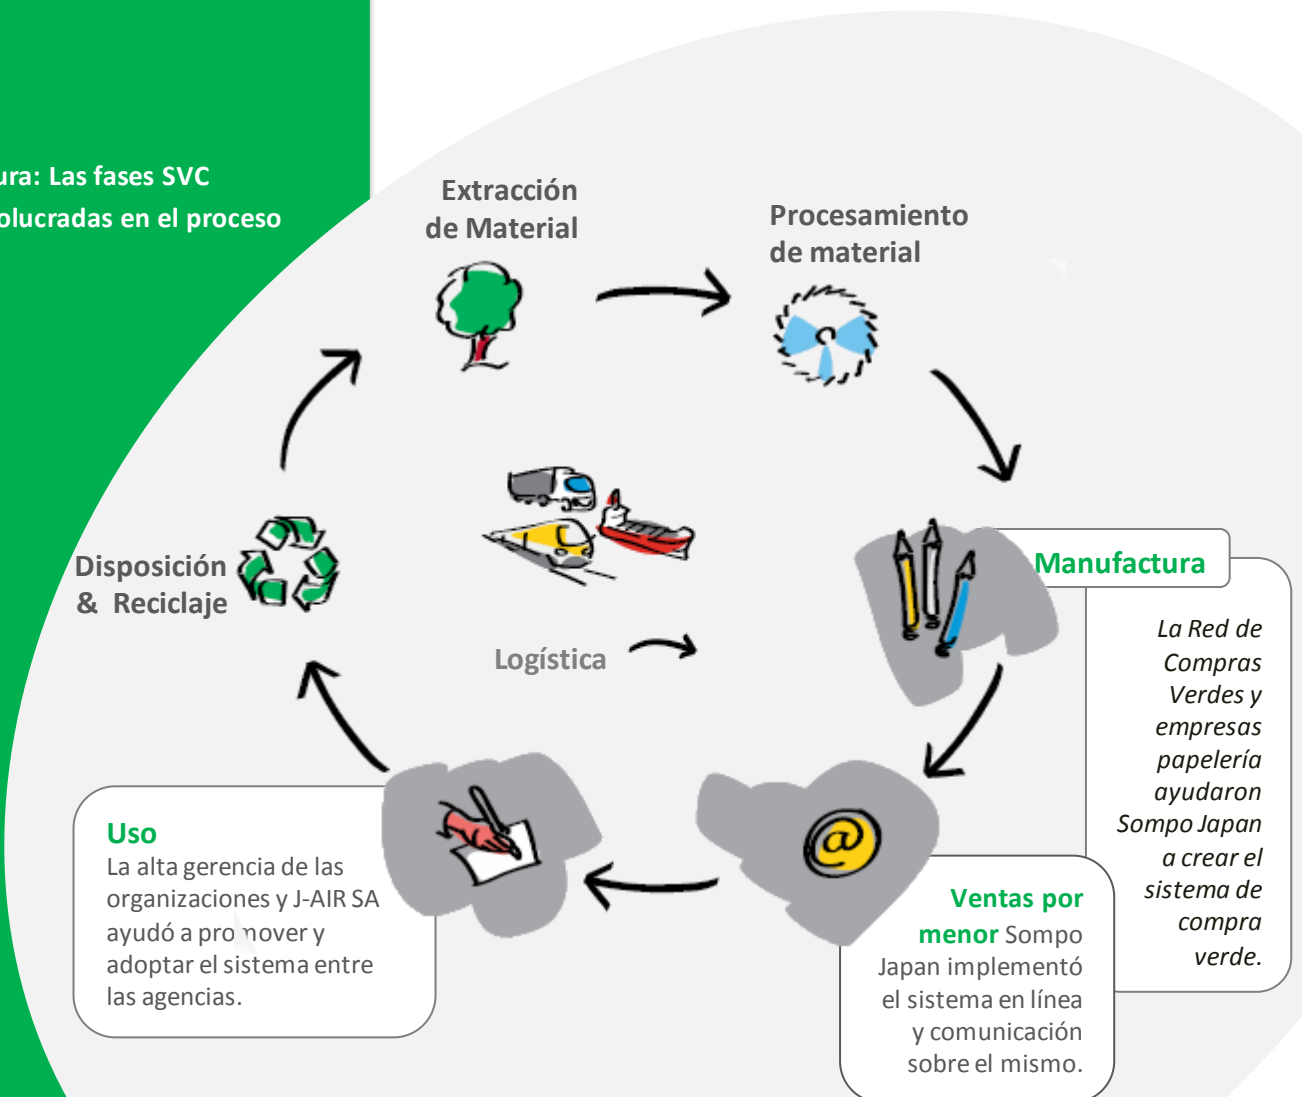 ura: Las fases SVC
olucradas en el proceso
Extracción
de Material
Procesamiento
de material
Disposición
& Reciclaje
Logística
Manufactura
La Red de
Compras
Verdes y
empresas
papelería
ayudaron
Sompo Japan
a crear el
sistema de
compra
verde.
Uso
La alta gerencia de las
organizaciones y J-AIR SA
ayudó a promover y
adoptar el sistema entre
las agencias.
Ventas por
menor Sompo
Japan implementó
el sistema en línea
y comunicación
sobre el mismo.
@